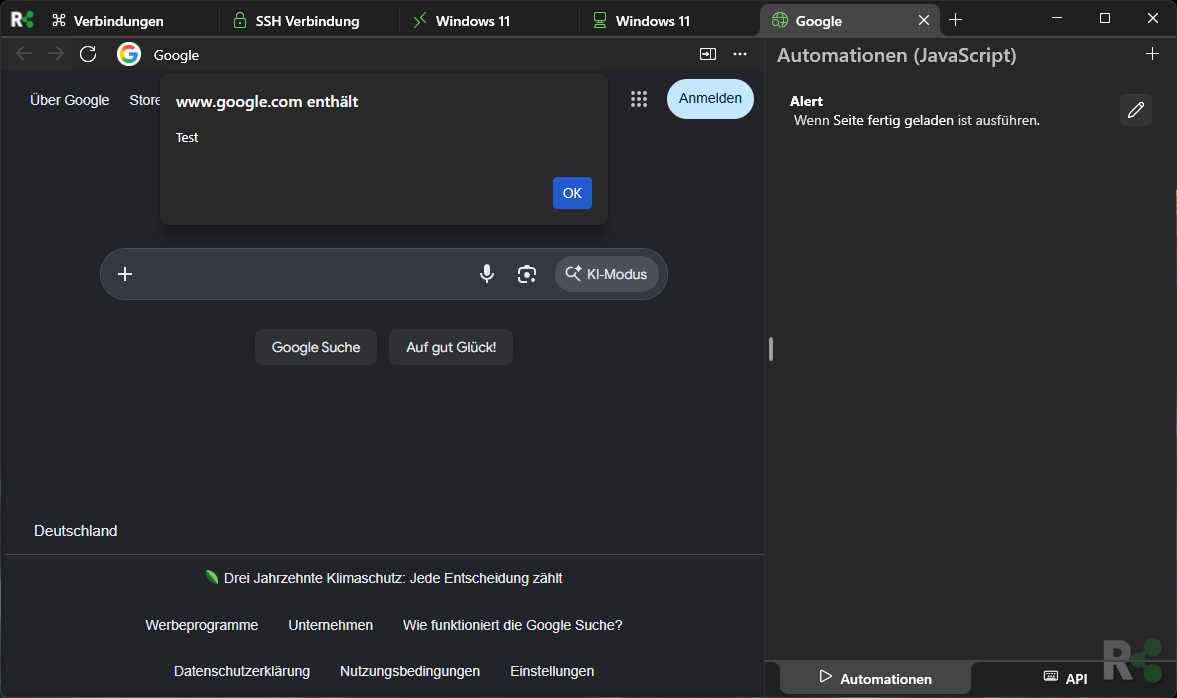 R Verbindungen SSH Verbindung Windows 11 Windows 11 Google
Google
Automationen (JavaScript)
Über Google Store
www.google.com enthält
Test
OK
Anmelden
Alert
Wenn Seite fertig geladen ist ausführen.
KI-Modus
Google Suche Auf gut Glück!
Deutschland
Drei Jahrzehnte Klimaschutz: Jede Entscheidung zählt
Werbeprogramme Unternehmen Wie funktioniert die Google Suche?
Datenschutzerklärung Nutzungsbedingungen Einstellungen
Automationen API
R